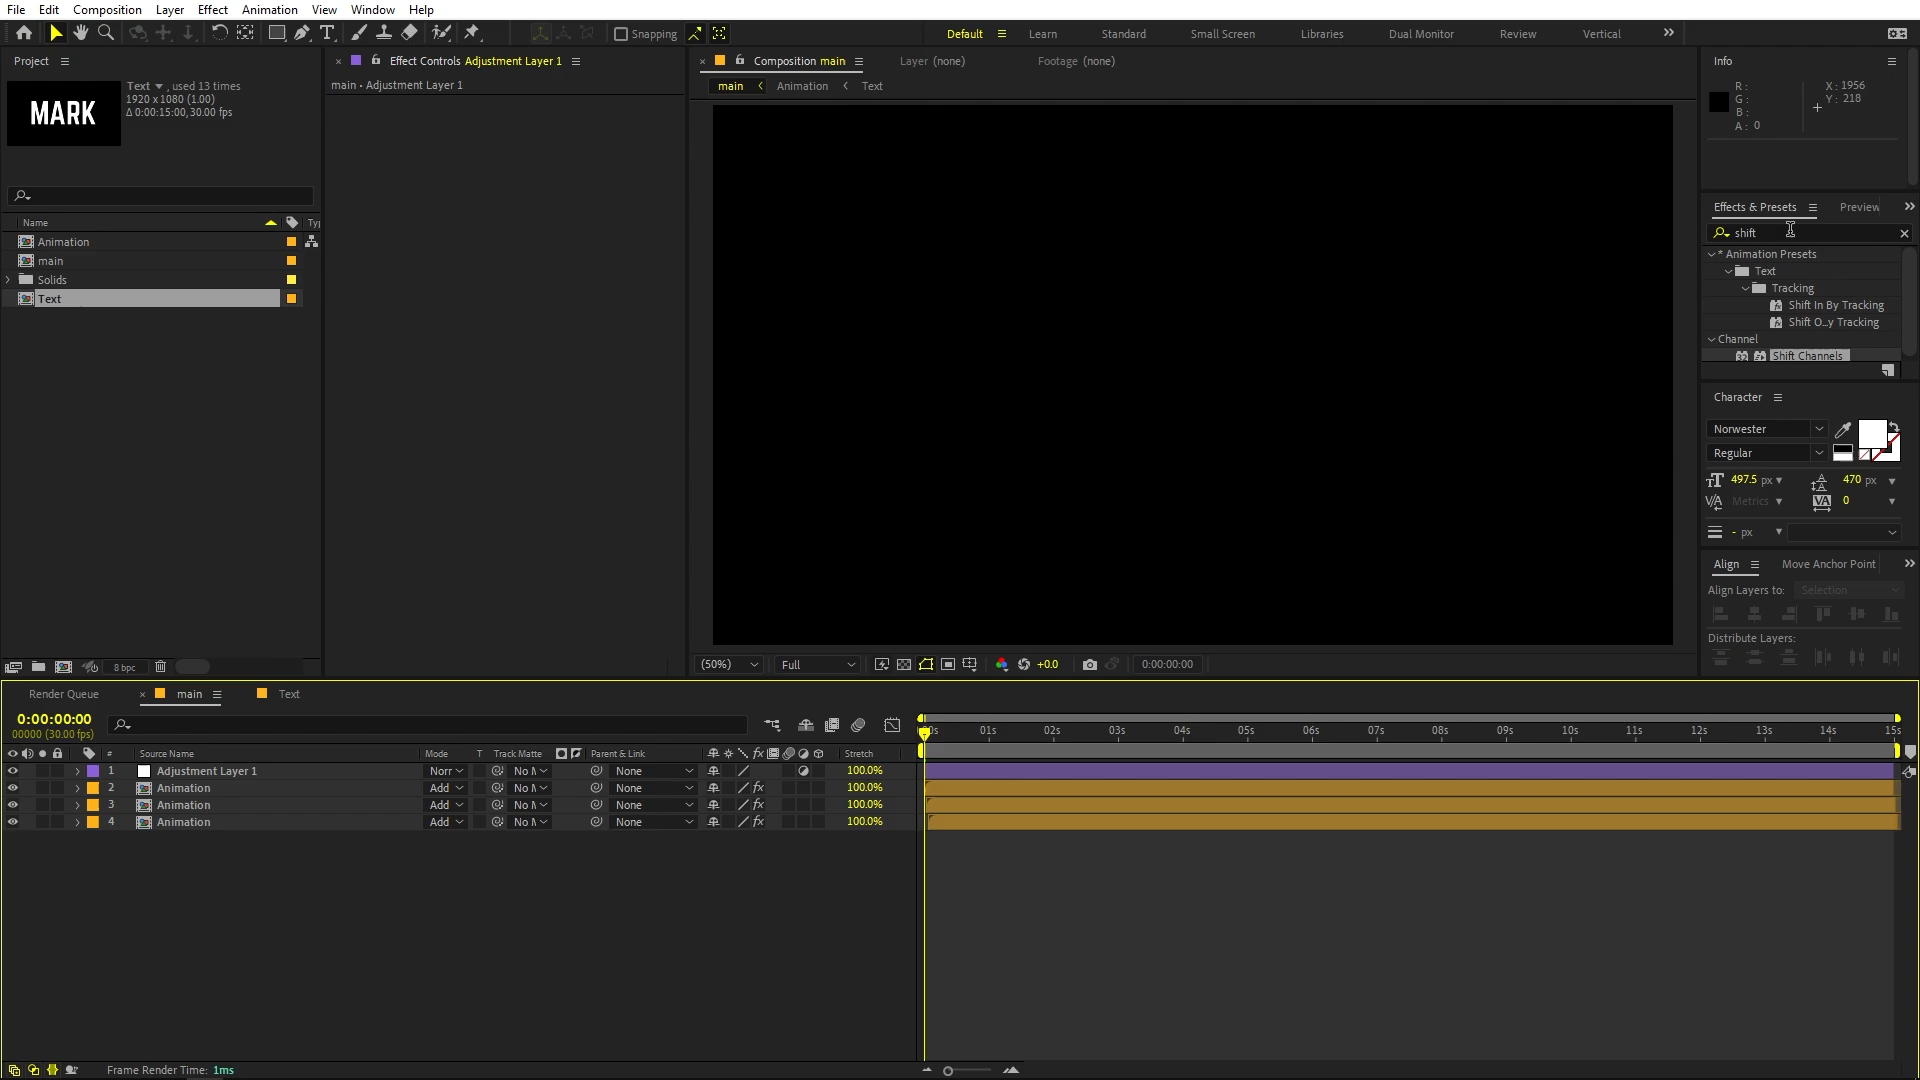 File Edit Composition Layer Effect Animation View Window Help
Snapping
Default Learn Standard Small Screen Libraries Dual Monitor Review Vertical
Project
MARK
Text , used 13 times
1920 x 1080 (1.00)
Δ 0:00:15:00, 30.00 fps
Name Ty
Animation
main
Solids
Text
8 bpc
Effect Controls Adjustment Layer 1
main • Adjustment Layer 1
Composition main
Layer (none)
Footage (none)
main Animation Text
(50%) Full +0.0 0:00:00:00
Info
R :
G :
B :
A : 0
X : 1956
Y : 218
Effects & Presets Preview
shift
* Animation Presets
Text
Tracking
Shift In By Tracking
Shift O...y Tracking
Channel
32 Shift Channels
Character
Norwester
Regular
497.5 px 470 px
Metrics 0
- px
Align Move Anchor Point
Align Layers to: Selection
Distribute Layers:
Render Queue main Text
0:00:00:00
00000 (30.00 fps)
# Source Name Mode T Track Matte Parent & Link fx Stretch
1 Adjustment Layer 1 Norr No M None 100.0%
2 Animation Add No M None fx 100.0%
3 Animation Add No M None fx 100.0%
4 Animation Add No M None fx 100.0%
00s 01s 02s 03s 04s 05s 06s 07s 08s 09s 10s 11s 12s 13s 14s 15s
Frame Render Time: 1ms